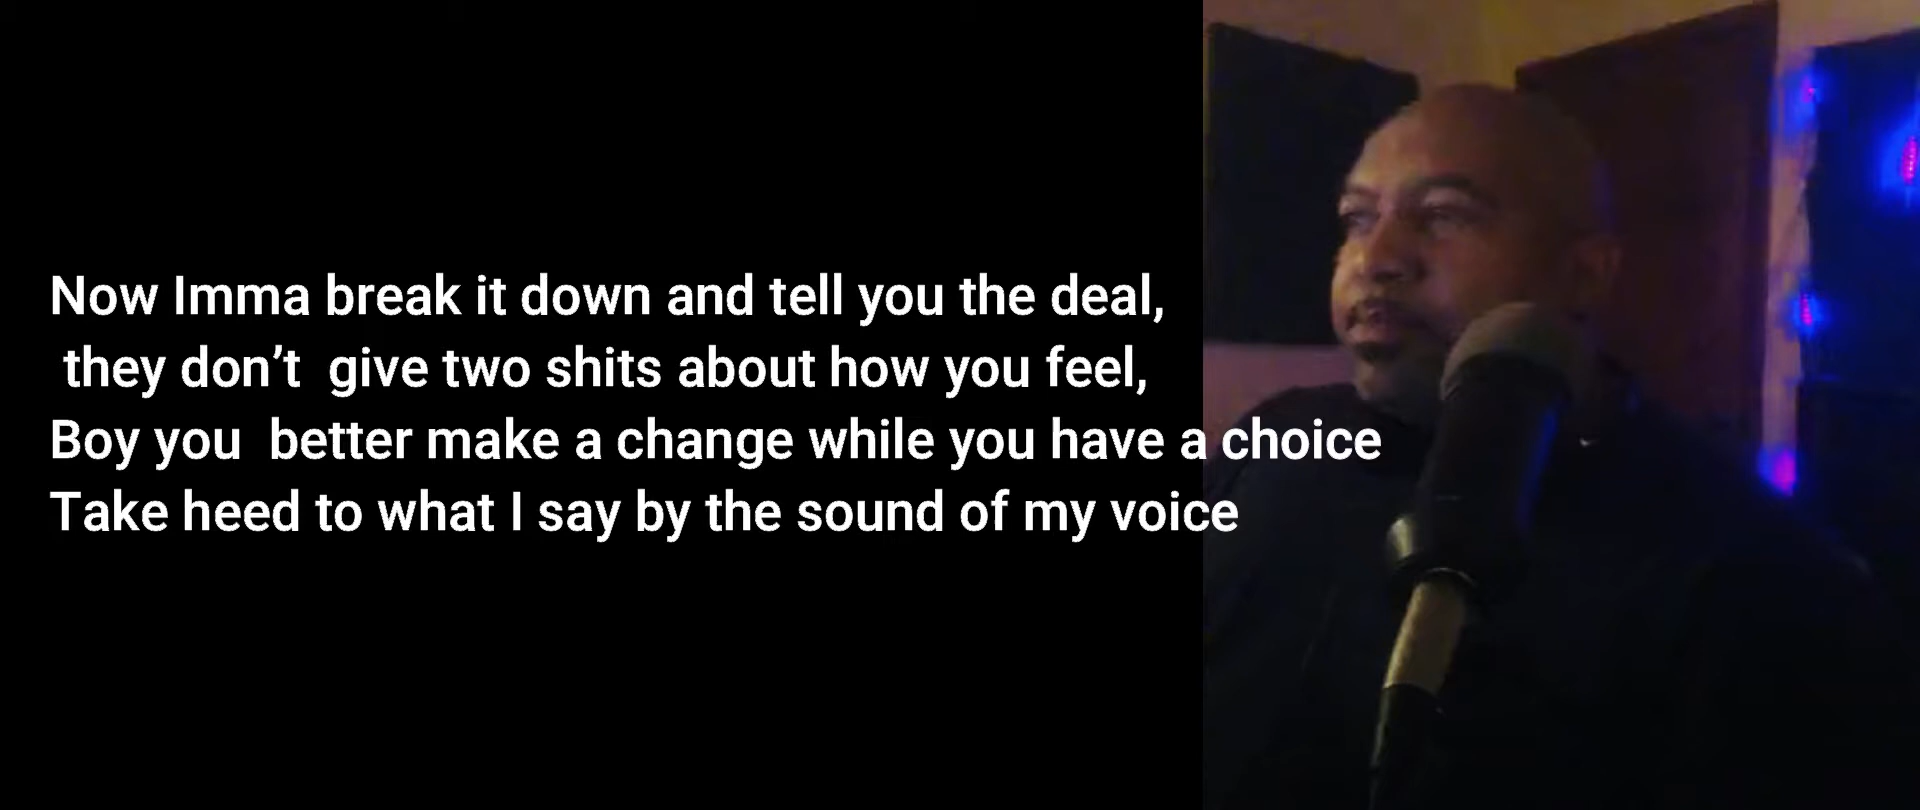 Now Imma break it down and tell you the deal,
they don’t  give two shits about how you feel,
Boy you  better make a change while you have a choice
Take heed to what I say by the sound of my voice